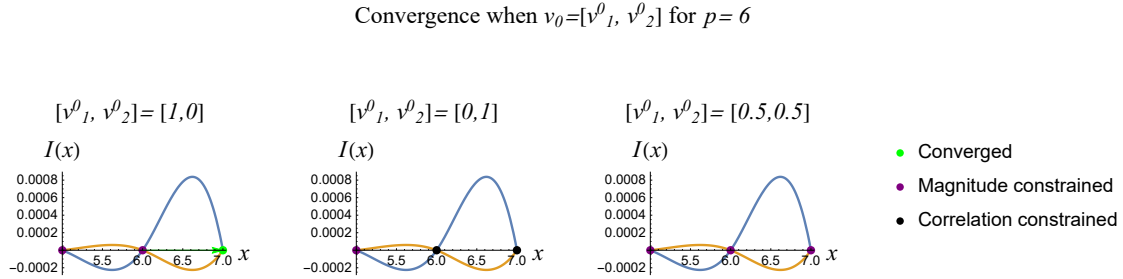 Convergence when v₀=[v⁰₁, v⁰₂] for p= 6
[v⁰₁, v⁰₂]= [1,0]
[v⁰₁, v⁰₂]= [0,1]
[v⁰₁, v⁰₂]= [0.5,0.5]
I(x)
0.0008
0.0006
0.0004
0.0002
−0.0002
5.5 6.0 6.5 7.0
x
I(x)
0.0008
0.0006
0.0004
0.0002
−0.0002
5.5 6.0 6.5 7.0
x
I(x)
0.0008
0.0006
0.0004
0.0002
−0.0002
5.5 6.0 6.5 7.0
x
Converged
Magnitude constrained
Correlation constrained